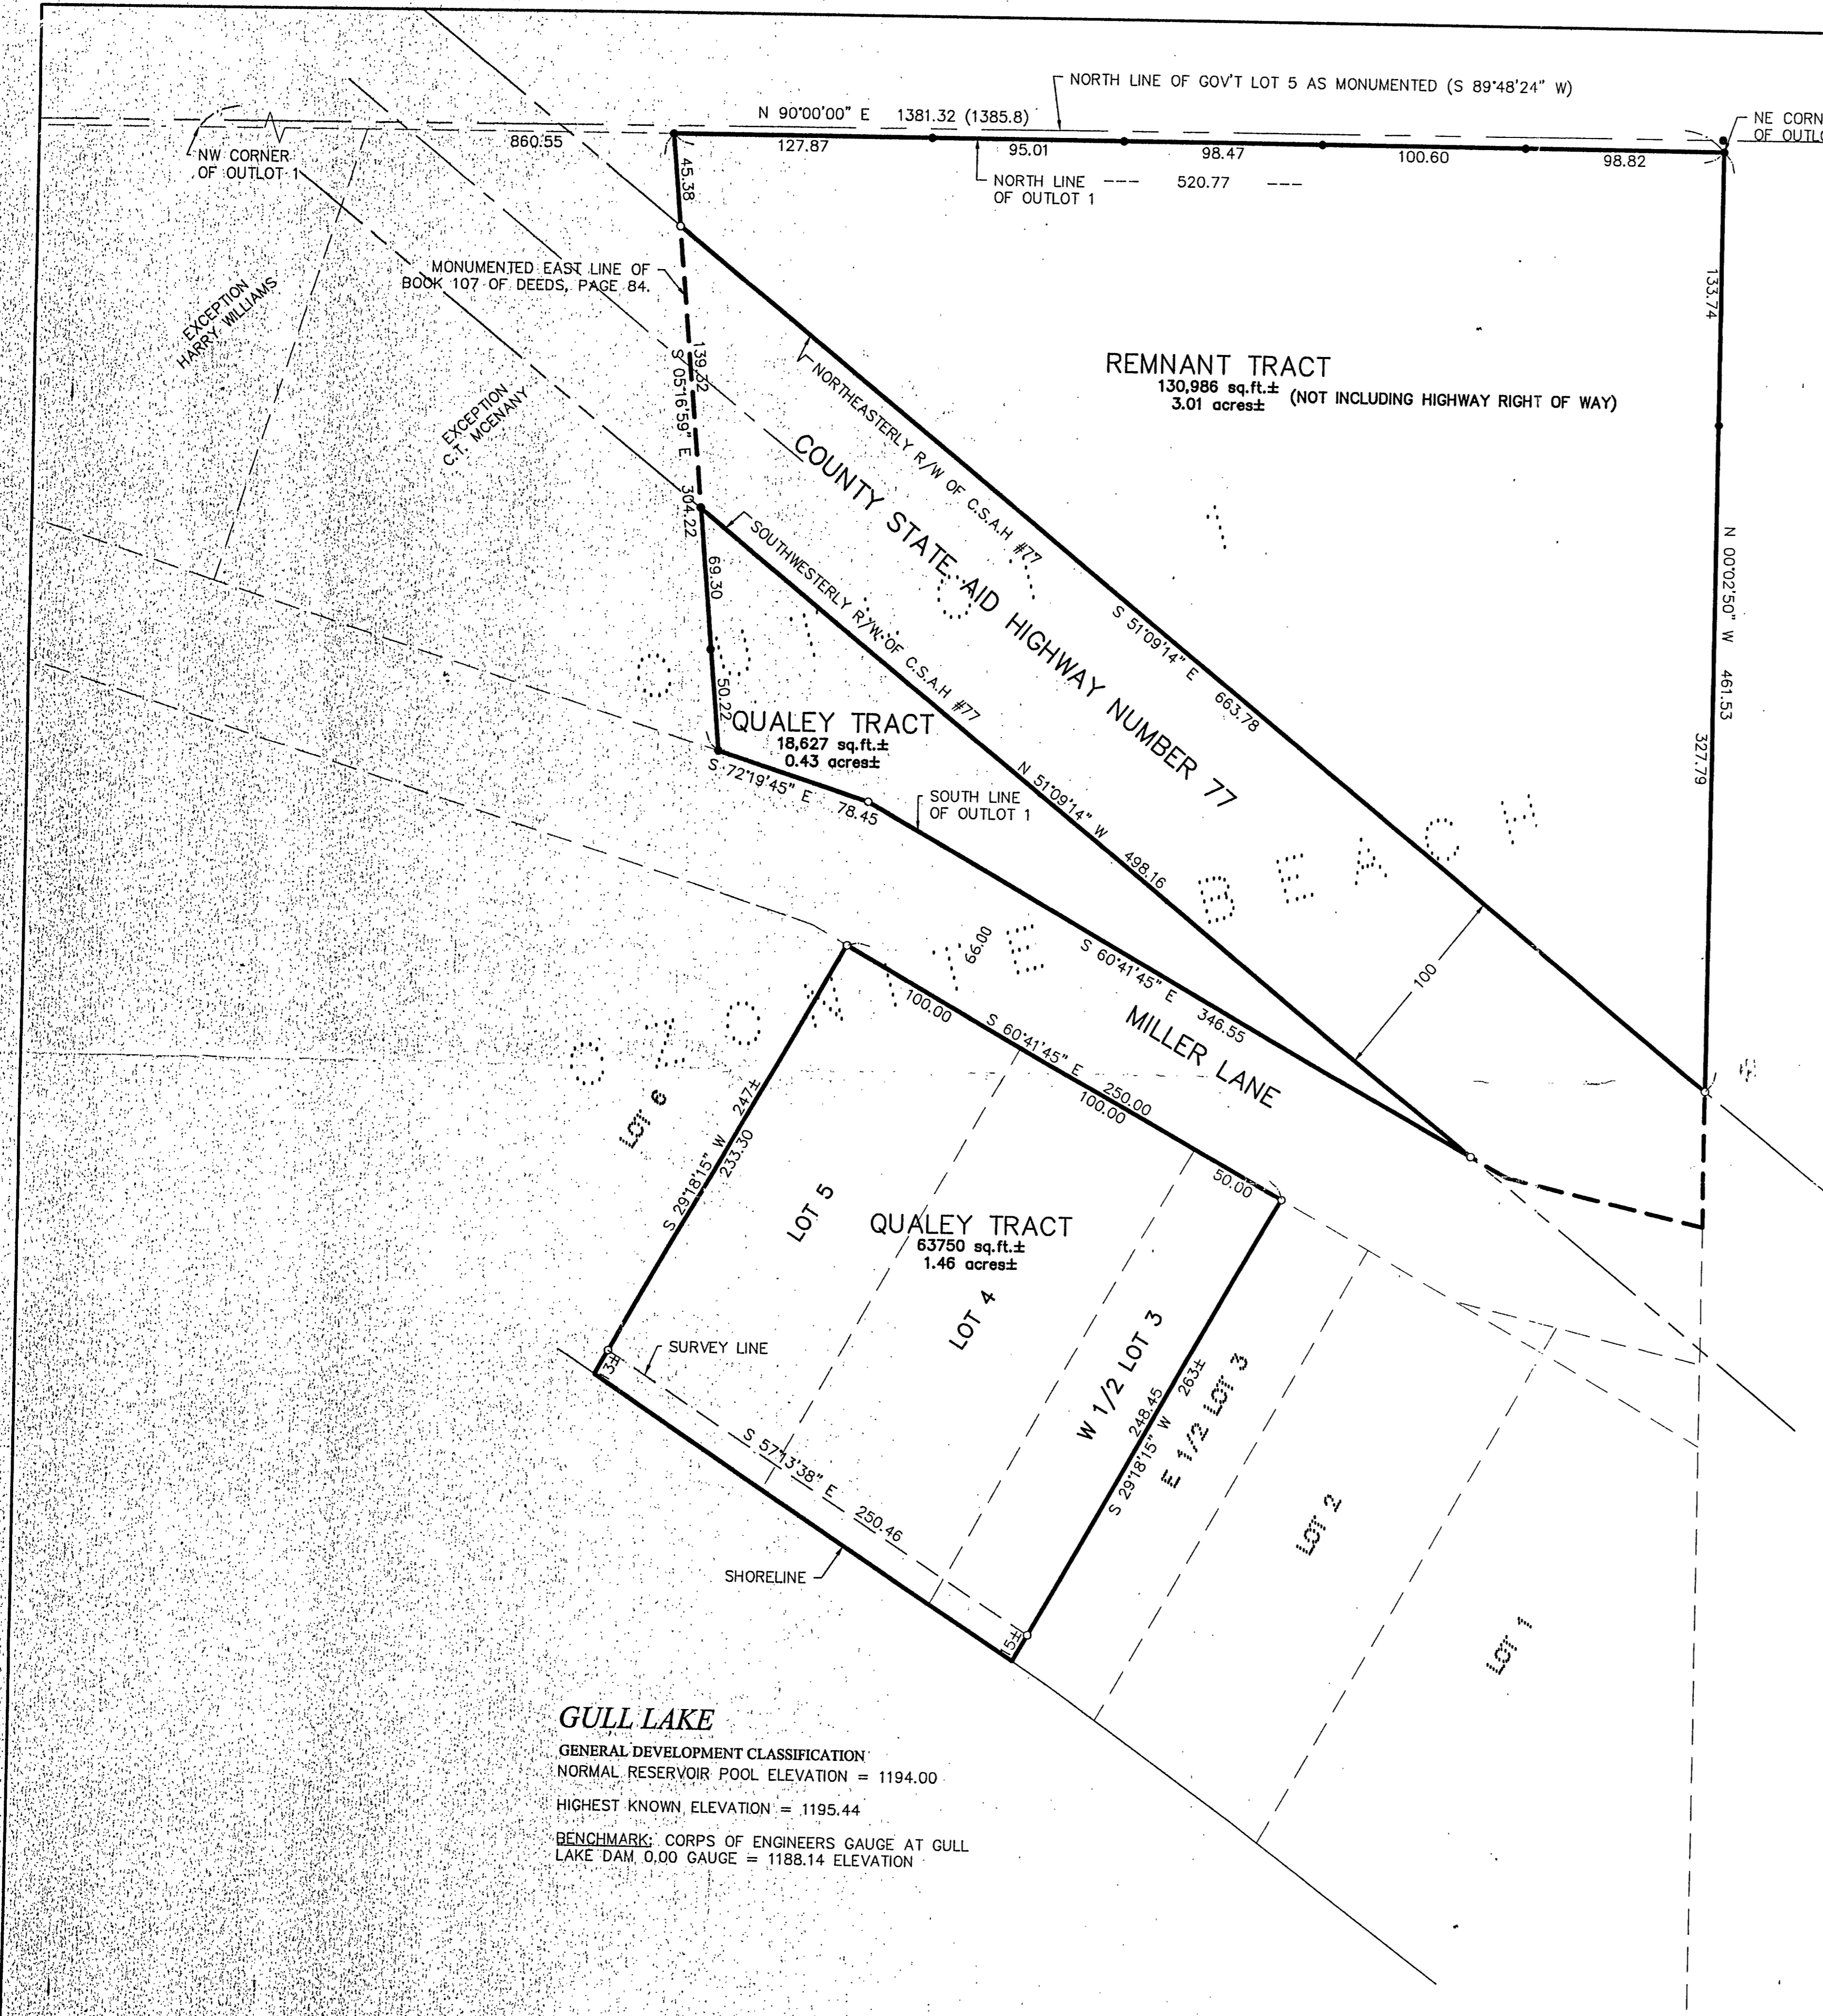 NORTH LINE OF GOV'T LOT 5 AS MONUMENTED (S 89°48'24" W)
N 90°00'00" E 1381.32 (1385.8)
NE CORN
OF OUTLO
860.55
127.87
95.01
98.47
100.60
98.82
NW CORNER
OF OUTLOT 1
NORTH LINE --- 520.77 ---
OF OUTLOT 1
45.38
MONUMENTED EAST LINE OF
BOOK 107 OF DEEDS, PAGE 84.
EXCEPTION
HARRY WILLIAMS
EXCEPTION
C.T. MCENANY
139.32
S 05°16'59" E 304.22
69.30
50.22
133.74
REMNANT TRACT
130,986 sq.ft.±
3.01 acres±
(NOT INCLUDING HIGHWAY RIGHT OF WAY)
NORTHEASTERLY R/W OF C.S.A.H #77
COUNTY STATE AID HIGHWAY NUMBER 77
SOUTHWESTERLY R/W OF C.S.A.H #77
S 51°09'14" E 663.78
N 51°09'14" W 498.16
N 00°02'50" W 461.53
327.79
OUTLOT 1
QUALEY TRACT
18,627 sq.ft.±
0.43 acres±
S 72°19'45" E 78.45
SOUTH LINE
OF OUTLOT 1
66.00
S 60°41'45" E 346.55
MILLER LANE
100
OZOWITE BEACH
100.00
S 60°41'45" E 250.00
100.00
50.00
LOT 6
S 29°18'15" W 247±
233.30
LOT 5
QUALEY TRACT
63750 sq.ft.±
1.46 acres±
LOT 4
W 1/2 LOT 3
248.45
S 29°18'15" W 263±
E 1/2 LOT 3
LOT 2
LOT 1
SURVEY LINE
S 57°13'38" E 250.46
SHORELINE
15±
GULL LAKE
GENERAL DEVELOPMENT CLASSIFICATION
NORMAL RESERVOIR POOL ELEVATION = 1194.00
HIGHEST KNOWN ELEVATION = 1195.44
BENCHMARK: CORPS OF ENGINEERS GAUGE AT GULL
LAKE DAM 0.00 GAUGE = 1188.14 ELEVATION